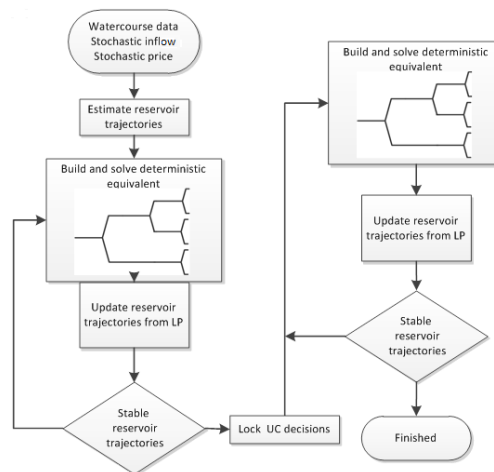 Watercourse data
Stochastic inflow
Stochastic price
Estimate reservoir
trajectories
Build and solve deterministic
equivalent
Update reservoir
trajectories from LP
Stable
reservoir
trajectories
Lock UC decisions
Build and solve deterministic
equivalent
Update reservoir
trajectories from LP
Stable
reservoir
trajectories
Finished